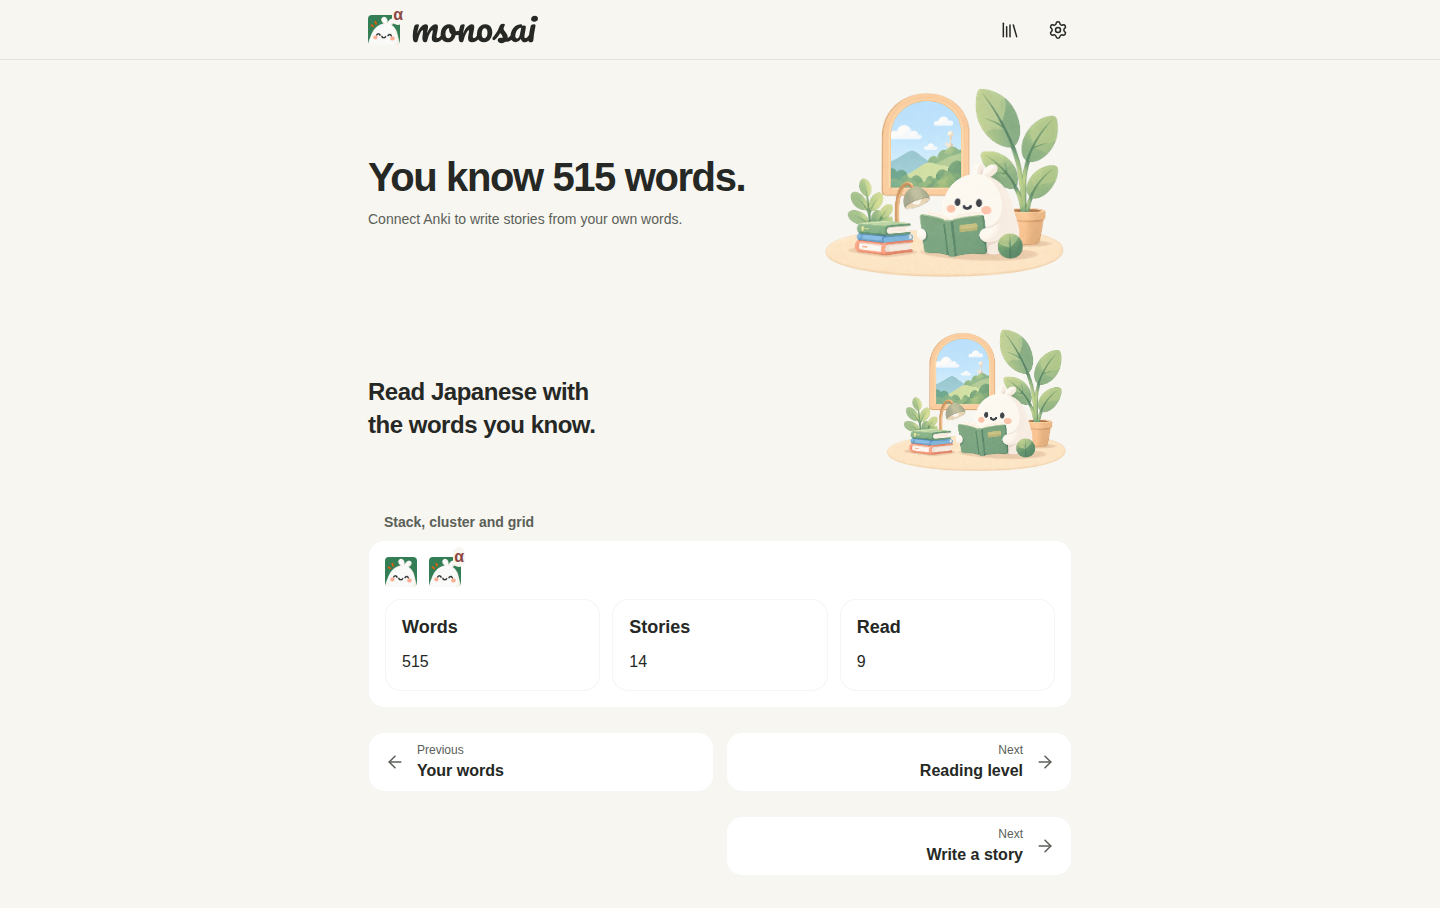 α
monosai
You know 515 words.
Connect Anki to write stories from your own words.
Read Japanese with
the words you know.
Stack, cluster and grid
α
Words
515
Stories
14
Read
9
Previous
Your words
Next
Reading level
Next
Write a story